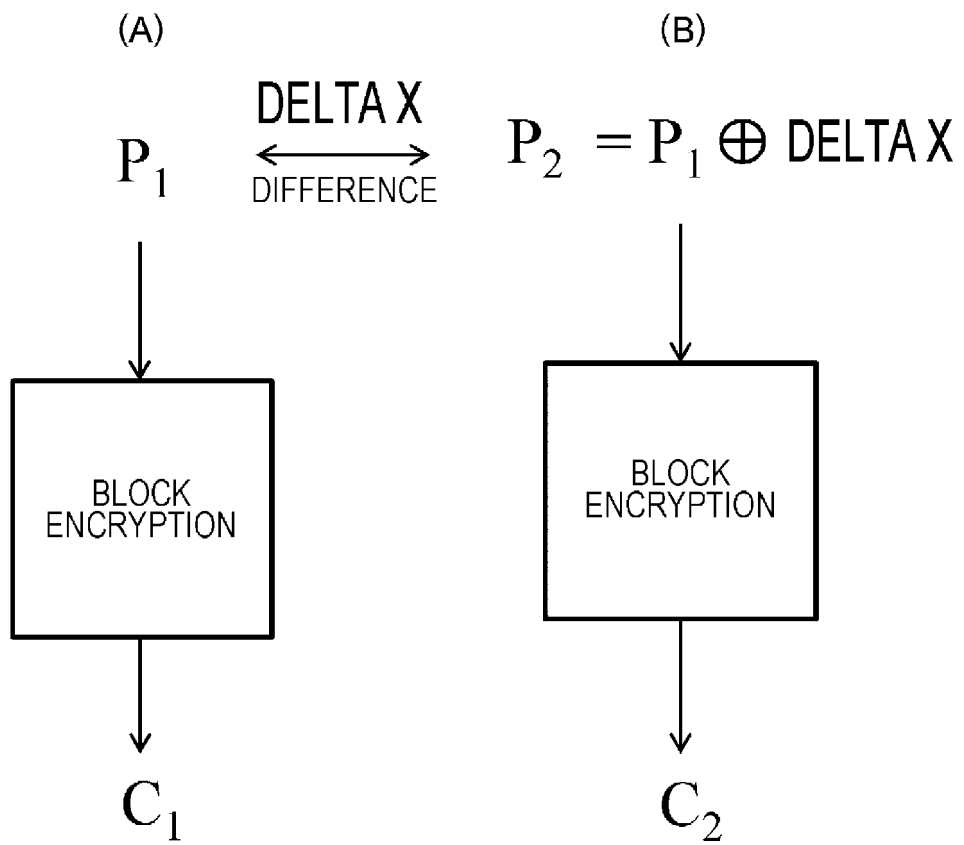 (A)
(B)
DELTA X
P₁
P₂ = P₁ ⊕ DELTA X
DIFFERENCE
BLOCK
ENCRYPTION
BLOCK
ENCRYPTION
C₁
C₂